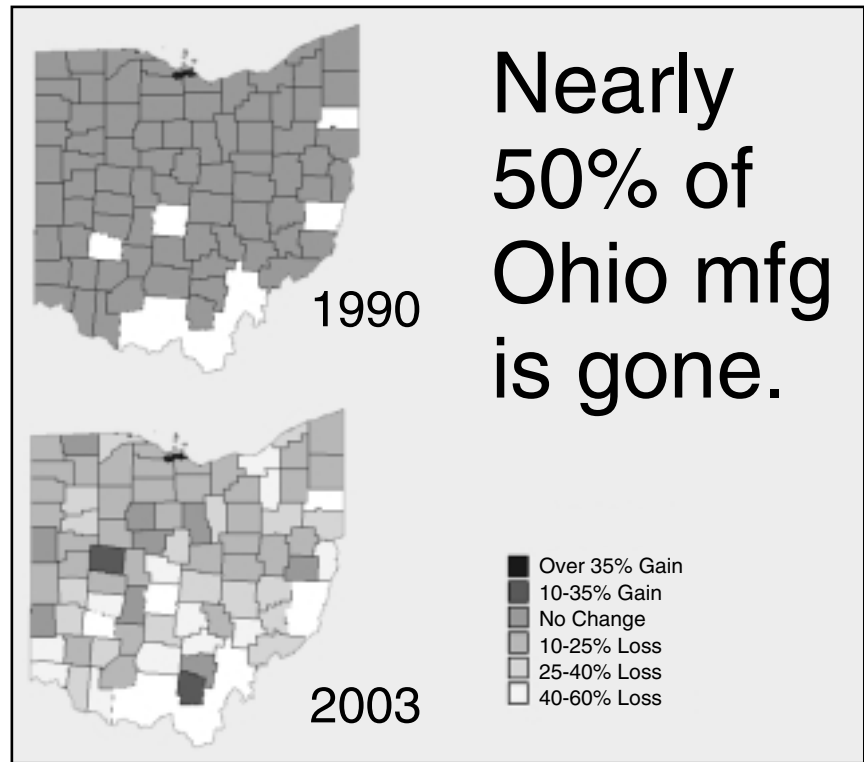 Nearly
50% of
Ohio mfg
is gone.
1990
2003
Over 35% Gain
10-35% Gain
No Change
10-25% Loss
25-40% Loss
40-60% Loss